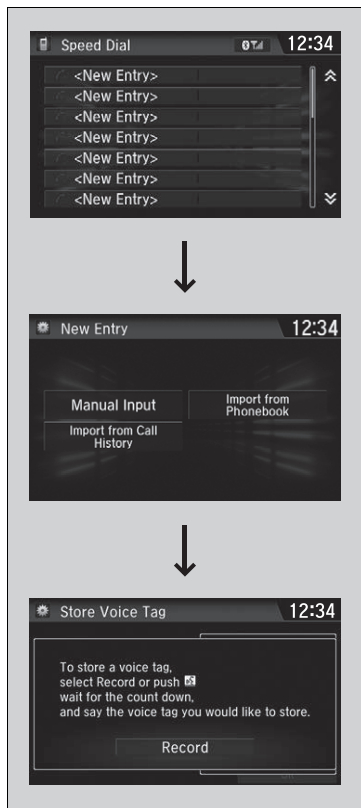 Speed Dial 12:34
<New Entry>
<New Entry>
<New Entry>
<New Entry>
<New Entry>
<New Entry>
<New Entry>
New Entry 12:34
Manual Input
Import from
Phonebook
Import from Call
History
Store Voice Tag 12:34
To store a voice tag,
select Record or push
wait for the count down,
and say the voice tag you would like to store.
Record